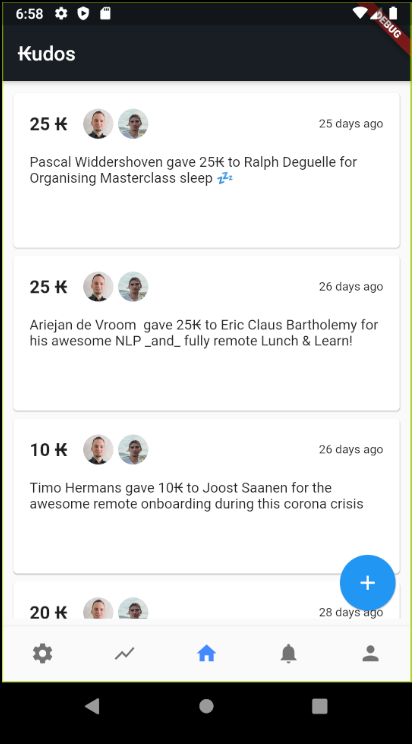 6:58
DEBUG
₭udos
25 ₭
25 days ago
Pascal Widdershoven gave 25₭ to Ralph Deguelle for
Organising Masterclass sleep 💤
25 ₭
26 days ago
Ariejan de Vroom  gave 25₭ to Eric Claus Bartholemy for
his awesome NLP _and_ fully remote Lunch & Learn!
10 ₭
26 days ago
Timo Hermans gave 10₭ to Joost Saanen for the
awesome remote onboarding during this corona crisis
20 ₭
28 days ago